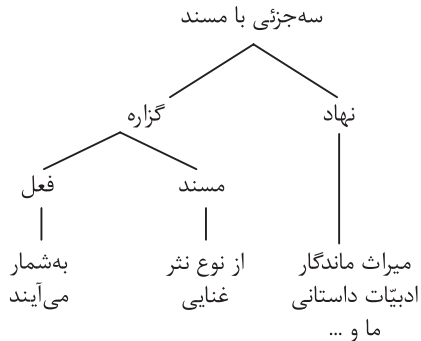 سه‌جزئی با مسند
نهاد
گزاره
مسند
فعل
میراث ماندگار
ادبیّات داستانی
ما و ...
از نوع نثر
غنایی
به‌شمار
می‌آیند